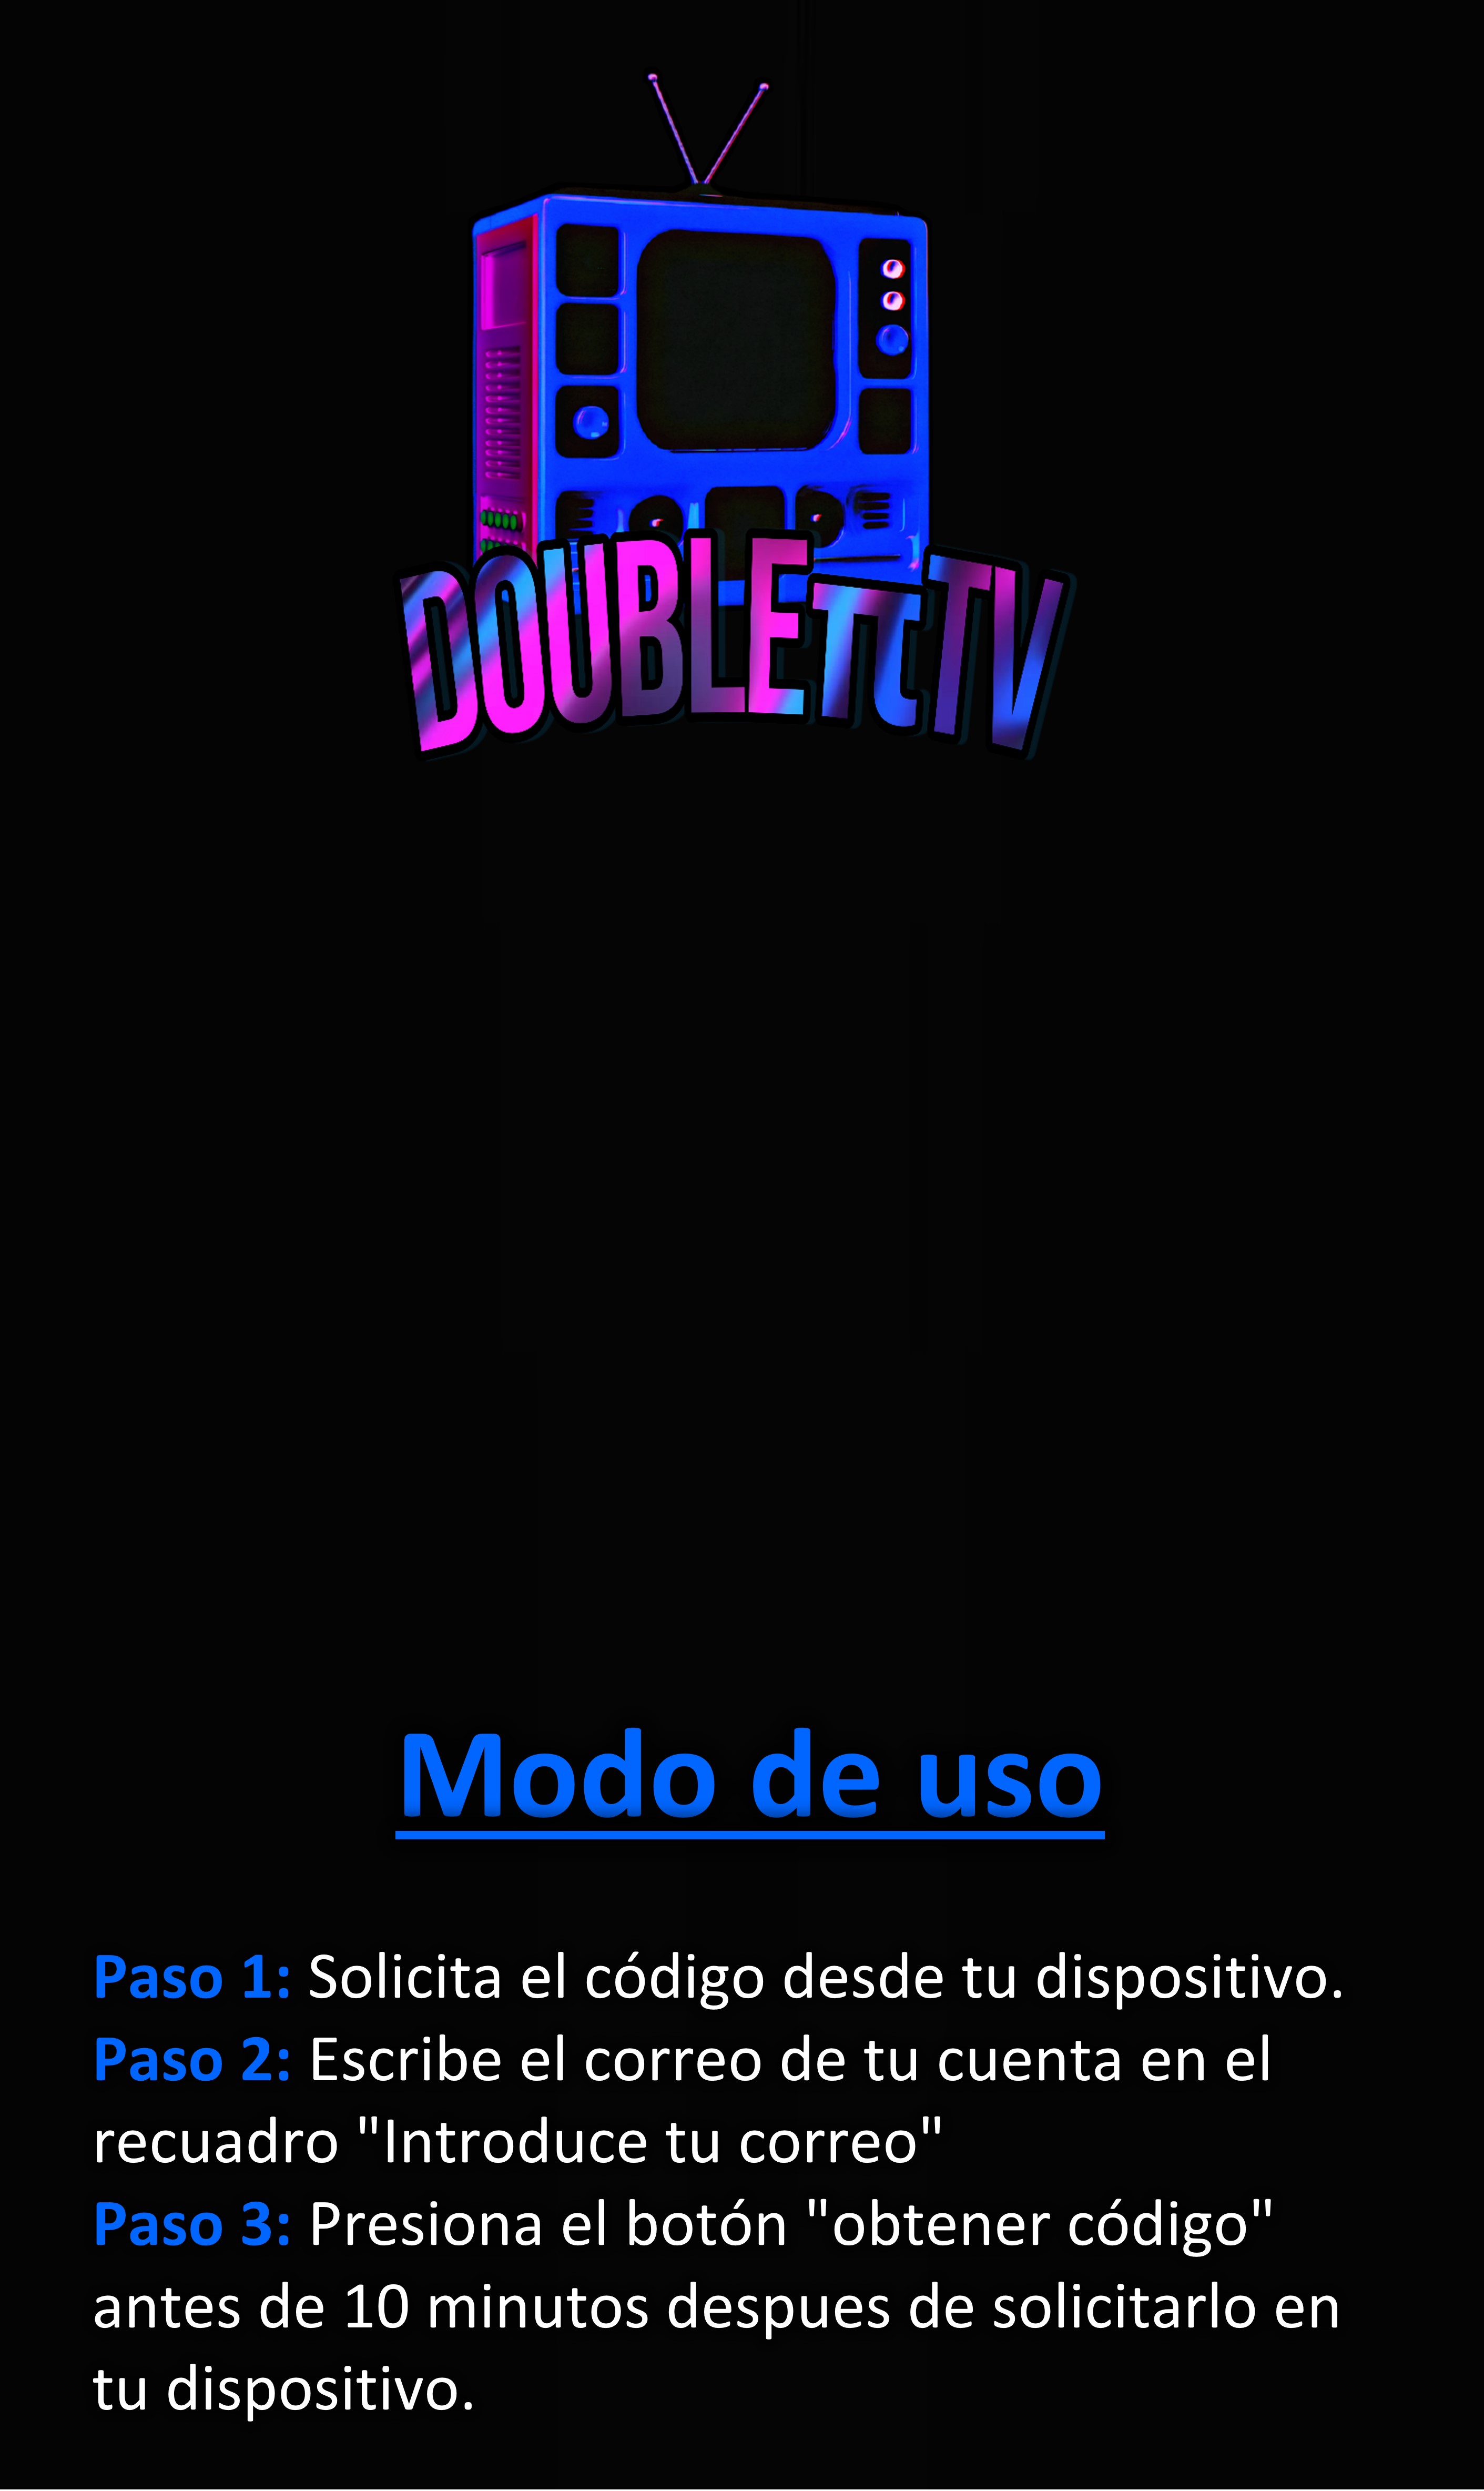 DOUBLEπTV
Modo de uso
Paso 1: Solicita el código desde tu dispositivo.
Paso 2: Escribe el correo de tu cuenta en el
recuadro "Introduce tu correo"
Paso 3: Presiona el botón "obtener código"
antes de 10 minutos despues de solicitarlo en
tu dispositivo.